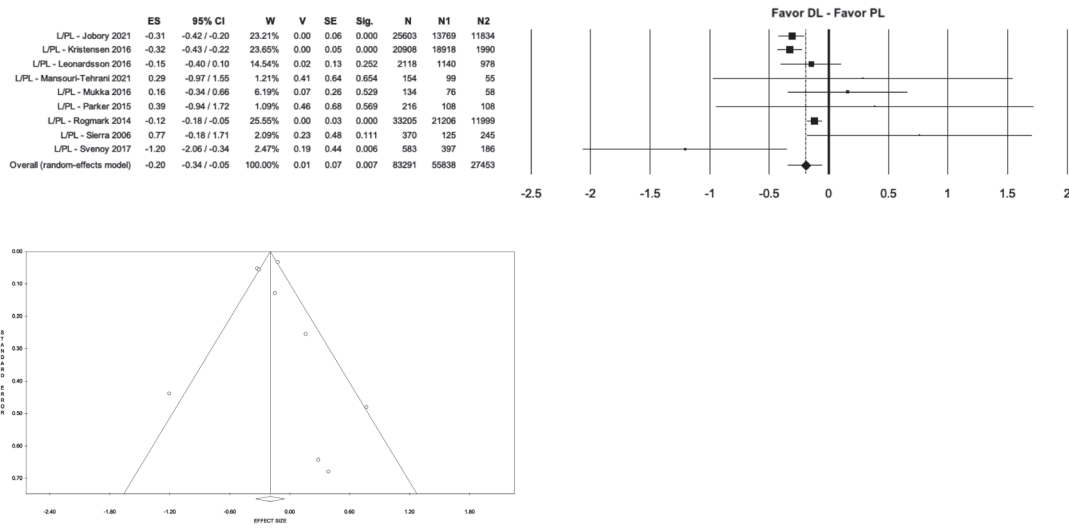 ES 95% CI W V SE Sig. N N1 N2
L/PL - Jobory 2021 -0.31 -0.42 / -0.20 23.21% 0.00 0.06 0.000 25603 13769 11834
L/PL - Kristensen 2016 -0.32 -0.43 / -0.22 23.65% 0.00 0.05 0.000 20908 18918 1990
L/PL - Leonardsson 2016 -0.15 -0.40 / 0.10 14.54% 0.02 0.13 0.252 2118 1140 978
L/PL - Mansouri-Tehrani 2021 0.29 -0.97 / 1.55 1.21% 0.41 0.64 0.654 154 99 55
L/PL - Mukka 2016 0.16 -0.34 / 0.66 6.19% 0.07 0.26 0.529 134 76 58
L/PL - Parker 2015 0.39 -0.94 / 1.72 1.09% 0.46 0.68 0.569 216 108 108
L/PL - Rogmark 2014 -0.12 -0.18 / -0.05 25.55% 0.00 0.03 0.000 33205 21206 11999
L/PL - Sierra 2006 0.77 -0.18 / 1.71 2.09% 0.23 0.48 0.111 370 125 245
L/PL - Svenoy 2017 -1.20 -2.06 / -0.34 2.47% 0.19 0.44 0.006 583 397 186
Overall (random-effects model) -0.20 -0.34 / -0.05 100.00% 0.01 0.07 0.007 83291 55838 27453
Favor DL - Favor PL
-2.5 -2 -1.5 -1 -0.5 0 0.5 1 1.5 2
0.00
0.10
0.20
0.30
0.40
0.50
0.60
0.70
STANDARD ERROR
-2.40 -1.80 -1.20 -0.60 0.00 0.60 1.20 1.80
EFFECT SIZE